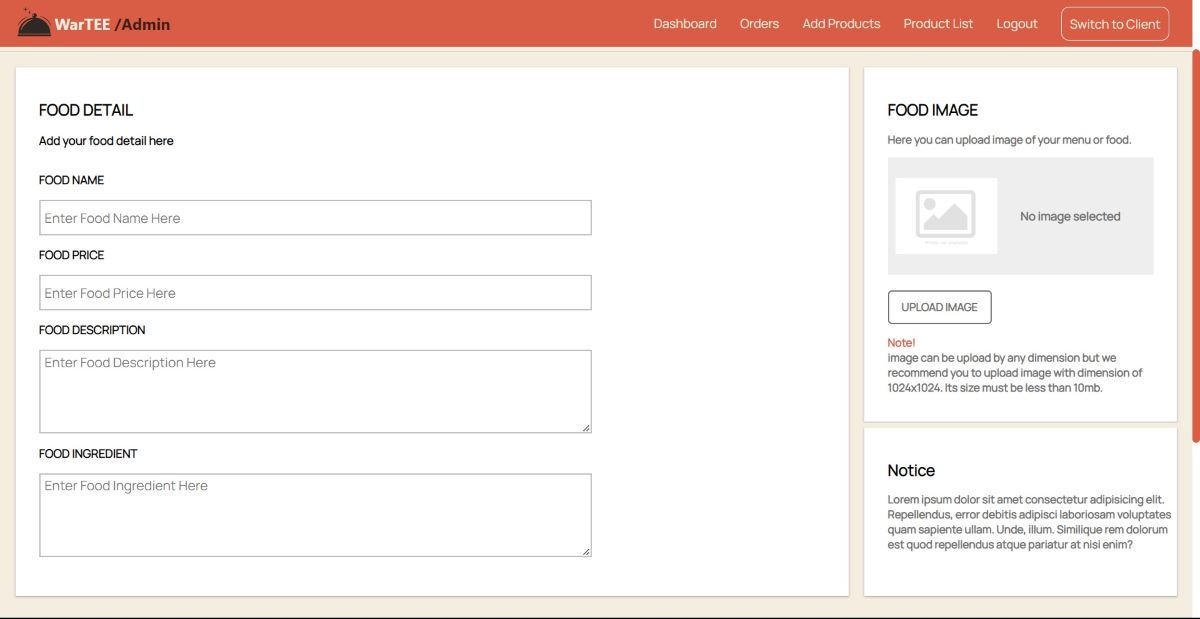 WarTEE /Admin
Dashboard
Orders
Add Products
Product List
Logout
Switch to Client
FOOD DETAIL
Add your food detail here
FOOD NAME
Enter Food Name Here
FOOD PRICE
Enter Food Price Here
FOOD DESCRIPTION
Enter Food Description Here
FOOD INGREDIENT
Enter Food Ingredient Here
FOOD IMAGE
Here you can upload image of your menu or food.
No image selected
UPLOAD IMAGE
Note!
image can be upload by any dimension but we
recommend you to upload image with dimension of
1024x1024. Its size must be less than 10mb.
Notice
Lorem ipsum dolor sit amet consectetur adipisicing elit.
Repellendus, error debitis adipisci laboriosam voluptates
quam sapiente ullam. Unde, illum. Similique rem dolorum
est quod repellendus atque pariatur at nisi enim?